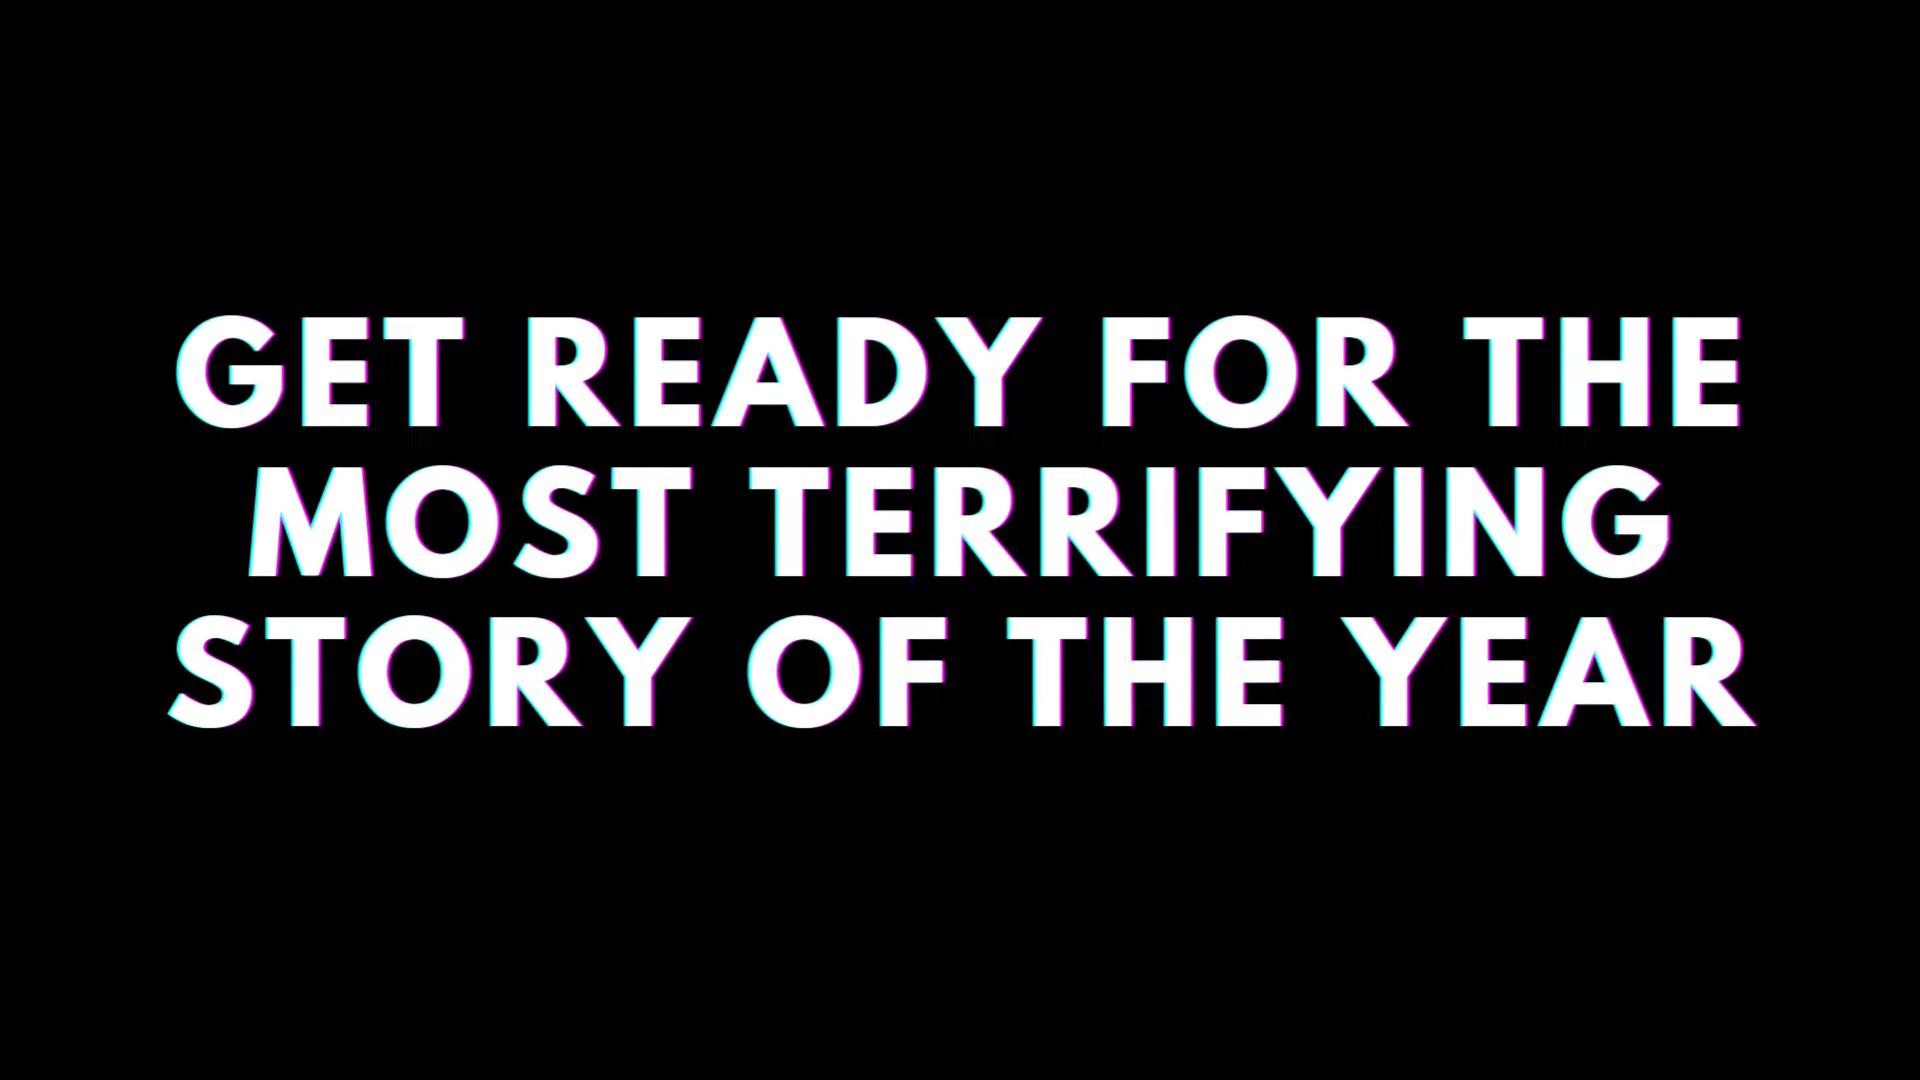 GET READY FOR THE
MOST TERRIFYING
STORY OF THE YEAR